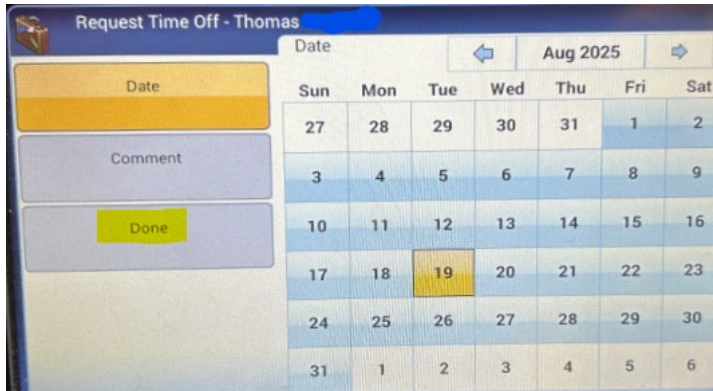 Request Time Off - Thomas
Date
Comment
Done
Date
Aug 2025
Sun Mon Tue Wed Thu Fri Sat
27 28 29 30 31 1 2
3 4 5 6 7 8 9
10 11 12 13 14 15 16
17 18 19 20 21 22 23
24 25 26 27 28 29 30
31 1 2 3 4 5 6